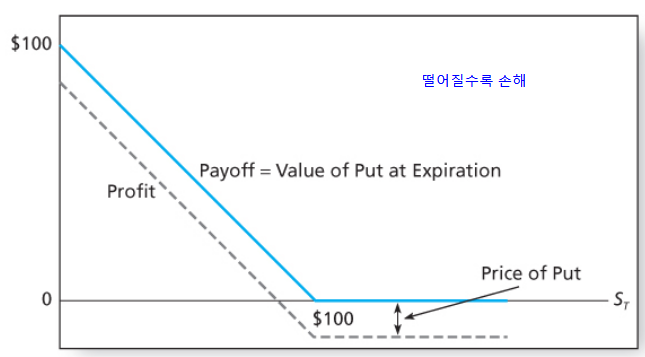 $100
떨어질수록 손해
Payoff = Value of Put at Expiration
Profit
Price of Put
0
S_T
$100